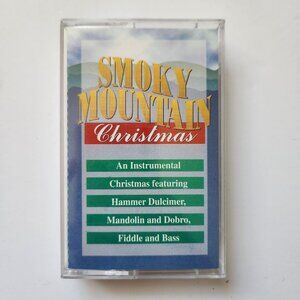 SMOKY
MOUNTAIN
Christmas
An Instrumental
Christmas featuring
Hammer Dulcimer,
Mandolin and Dobro,
Fiddle and Bass